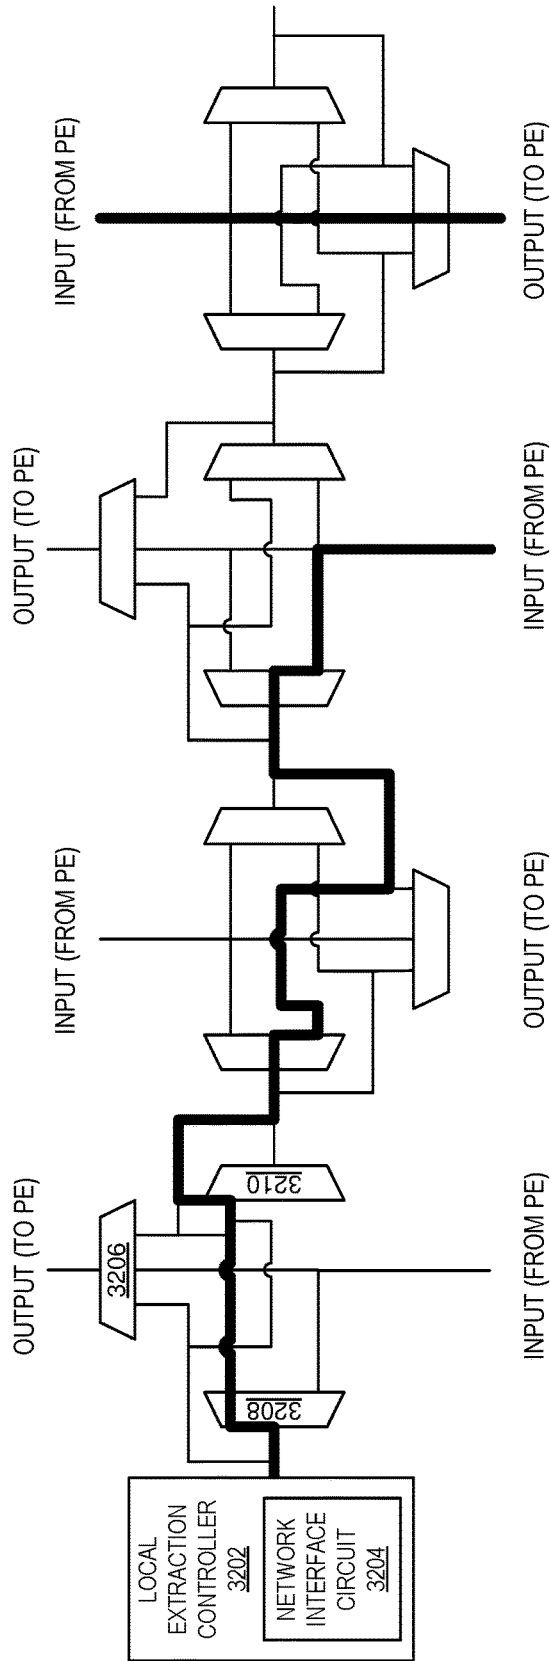 OUTPUT (TO PE)
INPUT (FROM PE)
OUTPUT (TO PE)
INPUT (FROM PE)
LOCAL
EXTRACTION
CONTROLLER
3202
NETWORK
INTERFACE
CIRCUIT
3204
3206
3208
3210
INPUT (FROM PE)
OUTPUT (TO PE)
INPUT (FROM PE)
OUTPUT (TO PE)